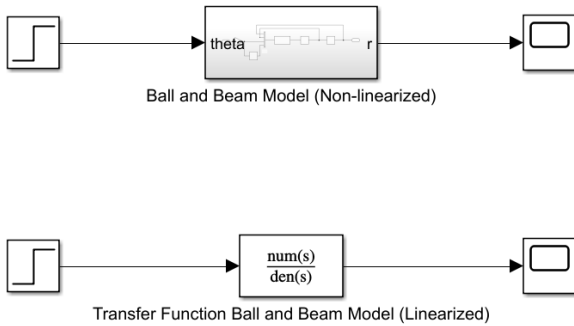 theta r
Ball and Beam Model (Non-linearized)
num(s)
den(s)
Transfer Function Ball and Beam Model (Linearized)